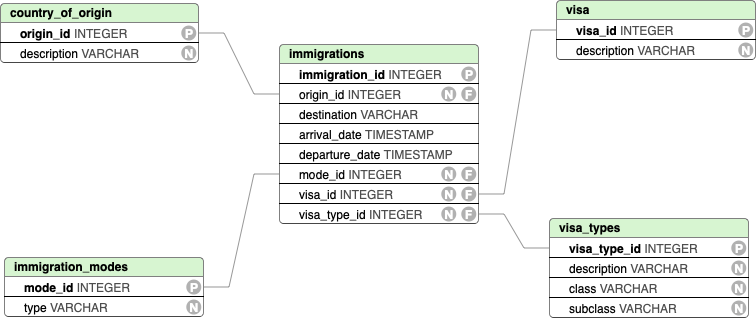 country_of_origin
origin_id INTEGER P
description VARCHAR N
immigrations
immigration_id INTEGER P
origin_id INTEGER N F
destination VARCHAR
arrival_date TIMESTAMP
departure_date TIMESTAMP
mode_id INTEGER N F
visa_id INTEGER N F
visa_type_id INTEGER N F
visa
visa_id INTEGER P
description VARCHAR N
immigration_modes
mode_id INTEGER P
type VARCHAR N
visa_types
visa_type_id INTEGER P
description VARCHAR N
class VARCHAR N
subclass VARCHAR N